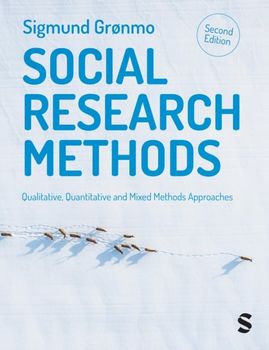 Sigmund Grønmo
Second
Edition
SOCIAL
RESEARCH
METHODS
Qualitative, Quantitative and Mixed Methods Approaches
S